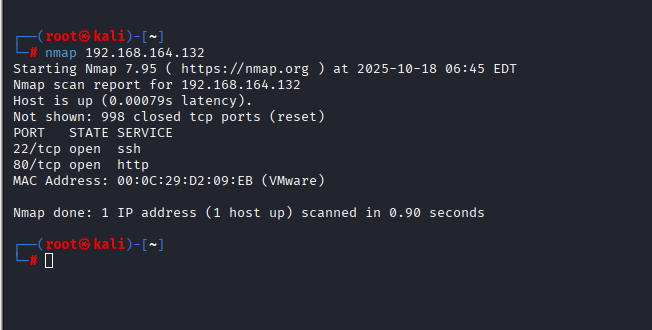 ┌──(root㉿kali)-[~]
└─# nmap 192.168.164.132
Starting Nmap 7.95 ( https://nmap.org ) at 2025-10-18 06:45 EDT
Nmap scan report for 192.168.164.132
Host is up (0.00079s latency).
Not shown: 998 closed tcp ports (reset)
PORT   STATE SERVICE
22/tcp open  ssh
80/tcp open  http
MAC Address: 00:0C:29:D2:09:EB (VMware)
Nmap done: 1 IP address (1 host up) scanned in 0.90 seconds
┌──(root㉿kali)-[~]
└─#